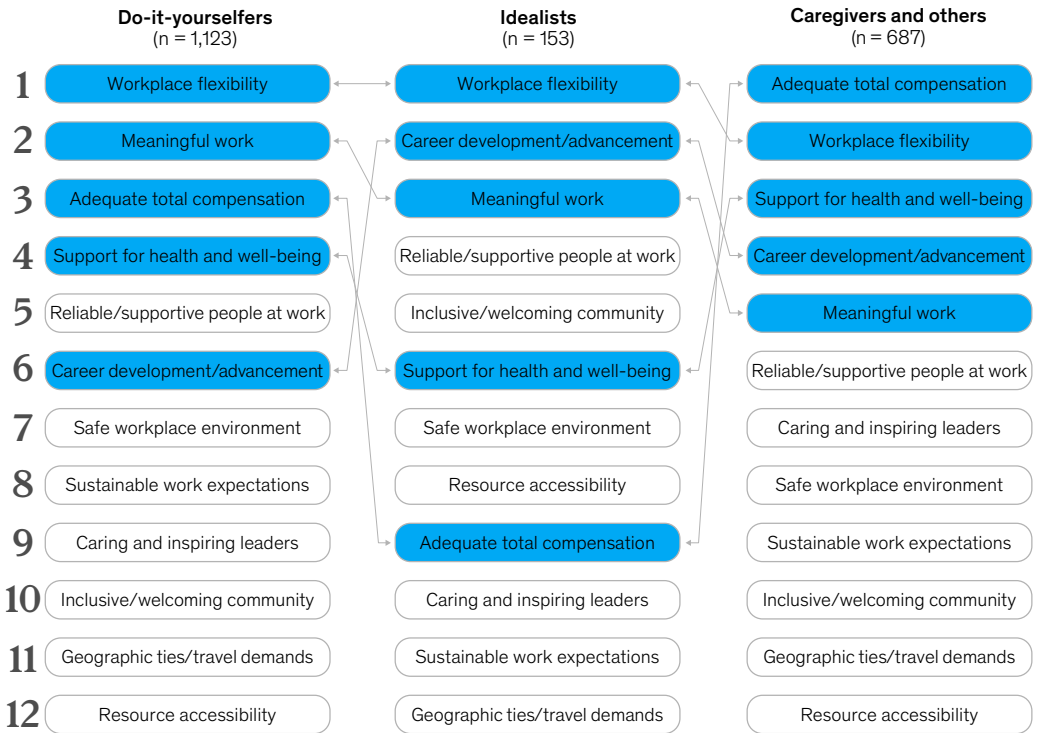 Do-it-yourselfers Idealists Caregivers and others
(n = 1,123) (n = 153) (n = 687)
1 Workplace flexibility Workplace flexibility Adequate total compensation
2 Meaningful work Career development/advancement Workplace flexibility
3 Adequate total compensation Meaningful work Support for health and well-being
4 Support for health and well-being Reliable/supportive people at work Career development/advancement
5 Reliable/supportive people at work Inclusive/welcoming community Meaningful work
6 Career development/advancement Support for health and well-being Reliable/supportive people at work
7 Safe workplace environment Safe workplace environment Caring and inspiring leaders
8 Sustainable work expectations Resource accessibility Safe workplace environment
9 Caring and inspiring leaders Adequate total compensation Sustainable work expectations
10 Inclusive/welcoming community Caring and inspiring leaders Inclusive/welcoming community
11 Geographic ties/travel demands Sustainable work expectations Geographic ties/travel demands
12 Resource accessibility Geographic ties/travel demands Resource accessibility